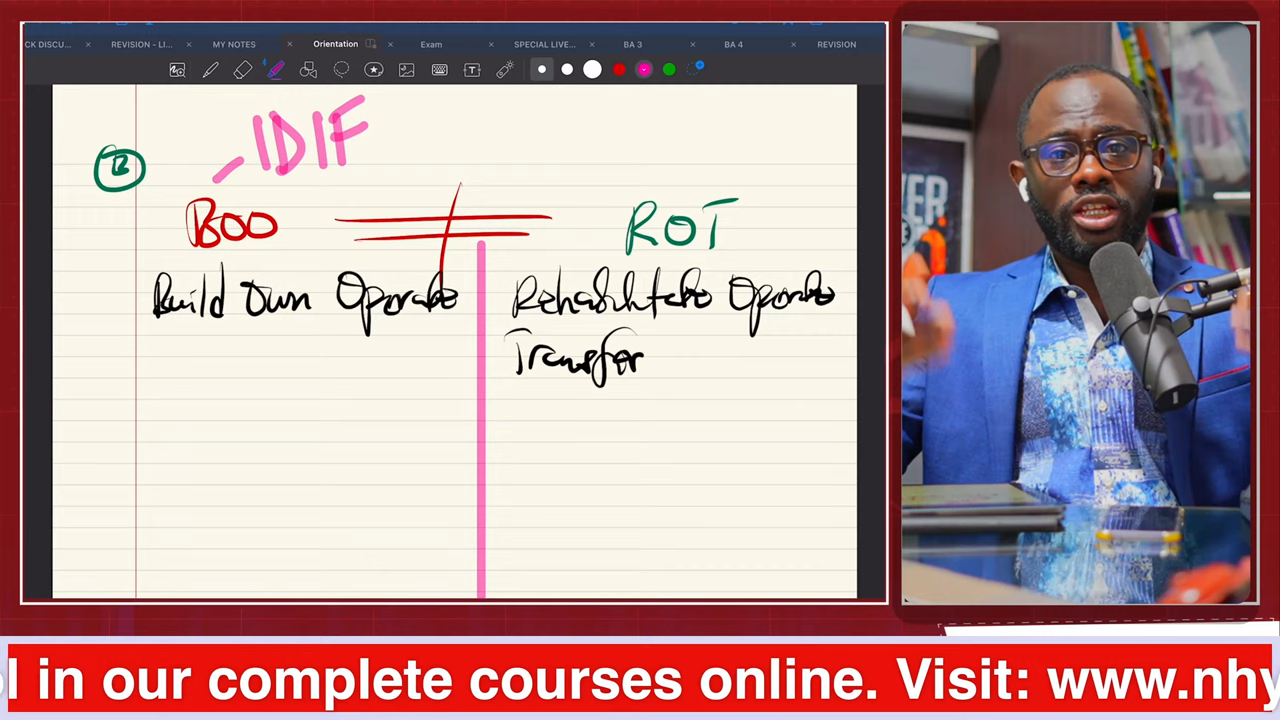 CK DISCU... REVISION - LI... MY NOTES Orientation Exam SPECIAL LIVE... BA 3 BA 4 REVISION
T
- IDIF
B
BOO ROT
Build Own Operate Rehabilitate Operate
Transfer
in our complete courses online. Visit: www.nhy